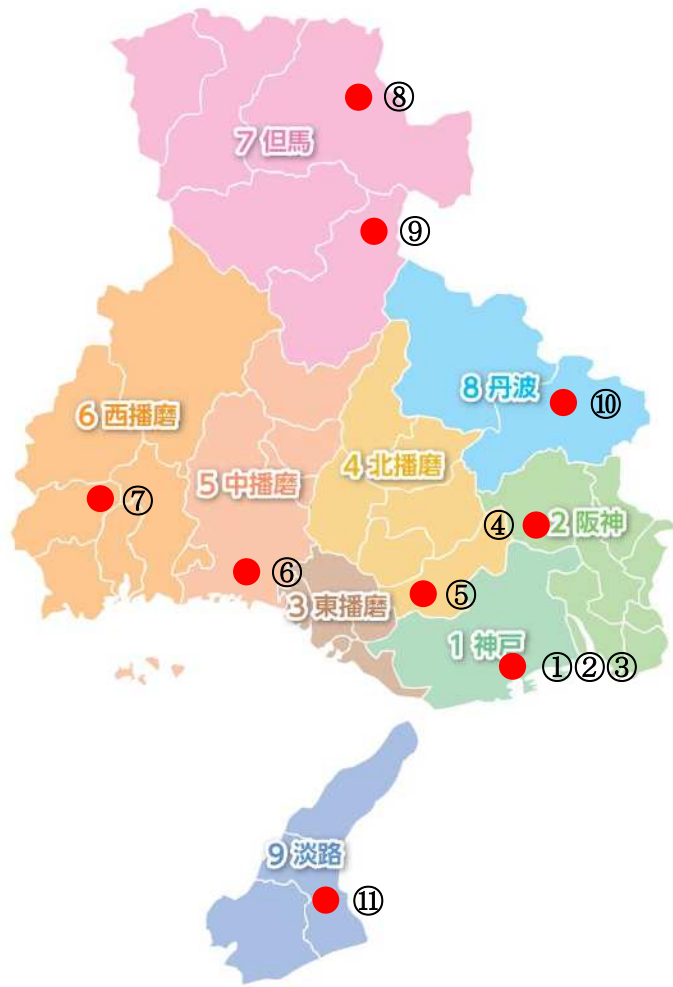 ⑧
7 但馬
⑨
8 丹波
⑩
6 西播磨
4 北播磨
5 中播磨
⑦
④
2 阪神
⑥
⑤
3 東播磨
1 神戸
①②③
9 淡路
⑪